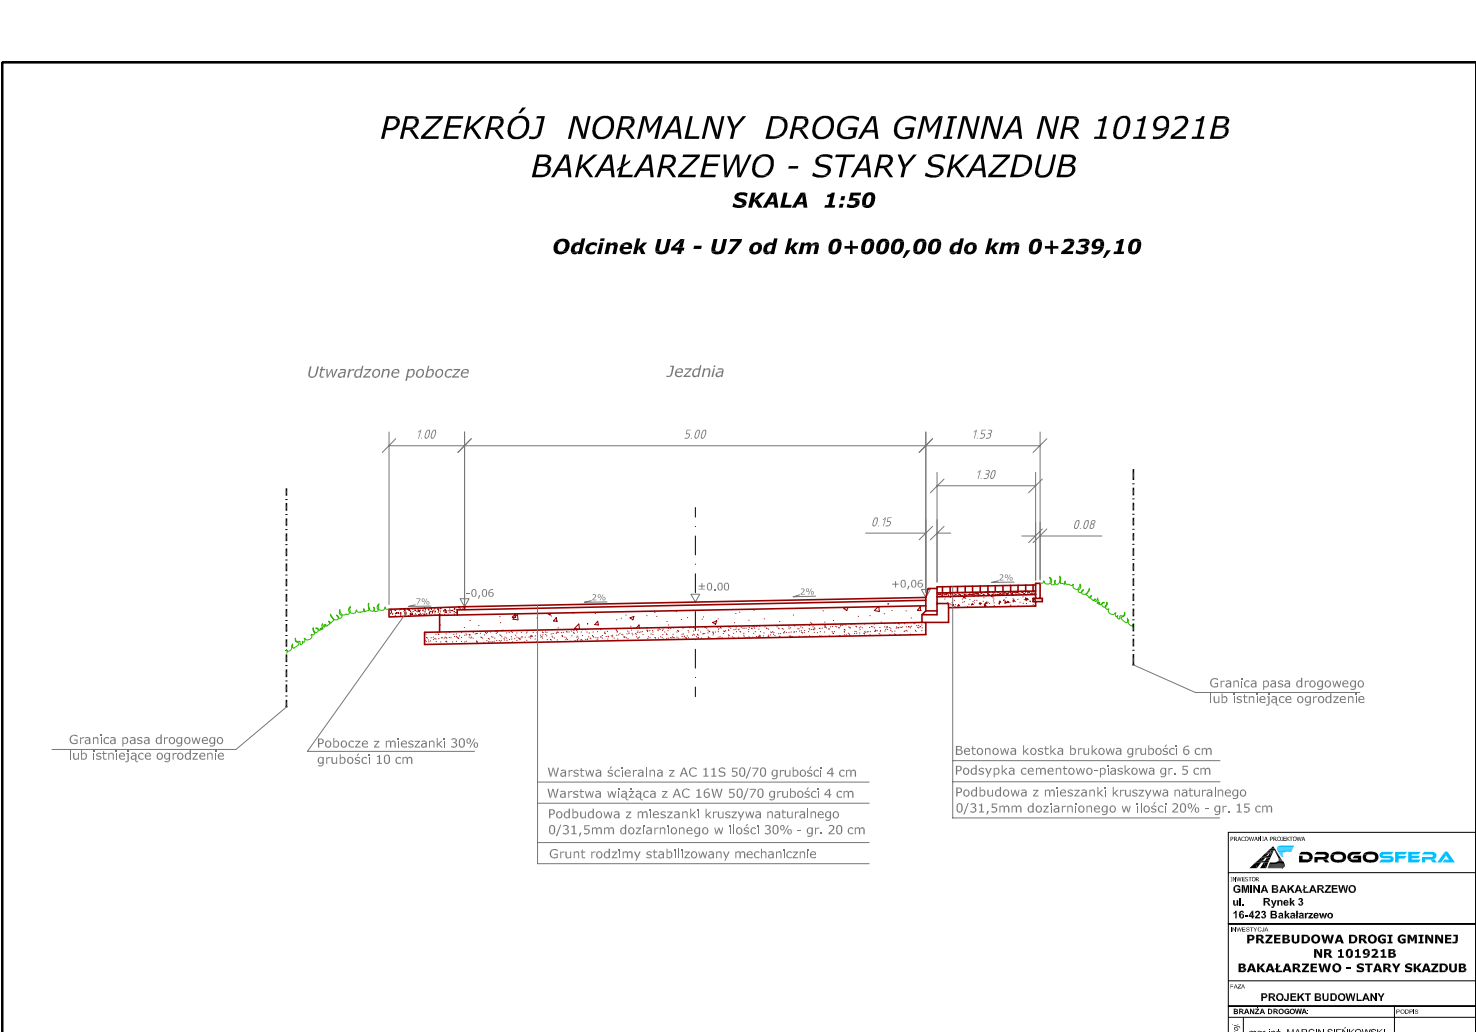 PRZEKRÓJ NORMALNY DROGA GMINNA NR 101921B
BAKAŁARZEWO - STARY SKAZDUB
SKALA 1:50
Odcinek U4 - U7 od km 0+000,00 do km 0+239,10
Utwardzone pobocze
Jezdnia
1.00
5.00
1.53
1.30
0.15
0.08
7%
-0,06
2%
±0.00
2%
+0,06
2%
Granica pasa drogowego
lub istniejące ogrodzenie
Pobocze z mieszanki 30%
grubości 10 cm
Warstwa ścieralna z AC 11S 50/70 grubości 4 cm
Warstwa wiążąca z AC 16W 50/70 grubości 4 cm
Podbudowa z mieszanki kruszywa naturalnego
0/31,5mm doziarnionego w ilości 30% - gr. 20 cm
Grunt rodzimy stabilizowany mechanicznie
Betonowa kostka brukowa grubości 6 cm
Podsypka cementowo-piaskowa gr. 5 cm
Podbudowa z mieszanki kruszywa naturalnego
0/31,5mm doziarnionego w ilości 20% - gr. 15 cm
Granica pasa drogowego
lub istniejące ogrodzenie
PRACOWNIA PROJEKTOWA
DROGOSFERA
INWESTOR
GMINA BAKAŁARZEWO
ul. Rynek 3
16-423 Bakałarzewo
INWESTYCJA
PRZEBUDOWA DROGI GMINNEJ
NR 101921B
BAKAŁARZEWO - STARY SKAZDUB
FAZA
PROJEKT BUDOWLANY
BRANŻA DROGOWA:
PODPIS
mgr inż. MARCIN SIEŃKOWSKI